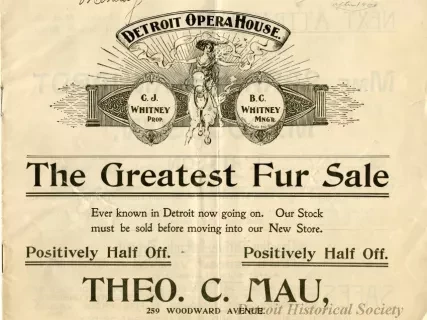 DETROIT OPERA HOUSE.
C. J. WHITNEY PROP.
B. C. WHITNEY MNGR.
The Greatest Fur Sale
Ever known in Detroit now going on. Our Stock
must be sold before moving into our New Store.
Positively Half Off. Positively Half Off.
THEO. C. MAU,
259 WOODWARD AVENUE.
Detroit Historical Society